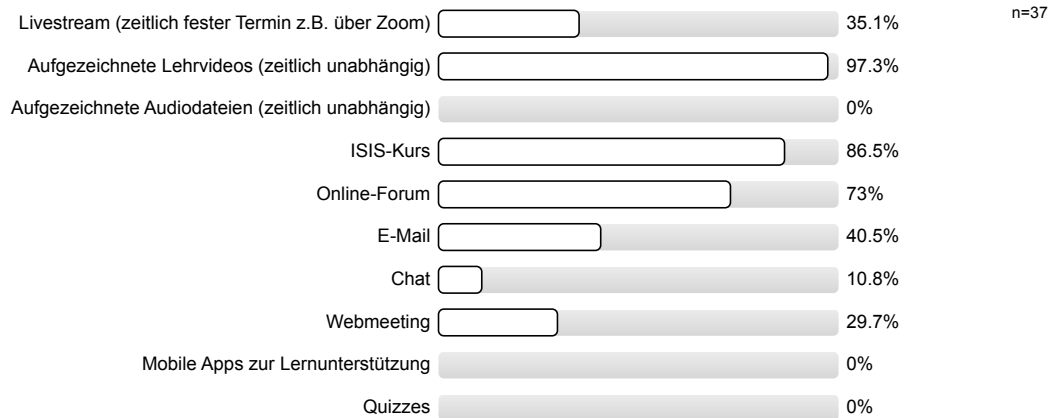 Livestream (zeitlich fester Termin z.B. über Zoom) 35.1% n=37
Aufgezeichnete Lehrvideos (zeitlich unabhängig) 97.3%
Aufgezeichnete Audiodateien (zeitlich unabhängig) 0%
ISIS-Kurs 86.5%
Online-Forum 73%
E-Mail 40.5%
Chat 10.8%
Webmeeting 29.7%
Mobile Apps zur Lernunterstützung 0%
Quizzes 0%